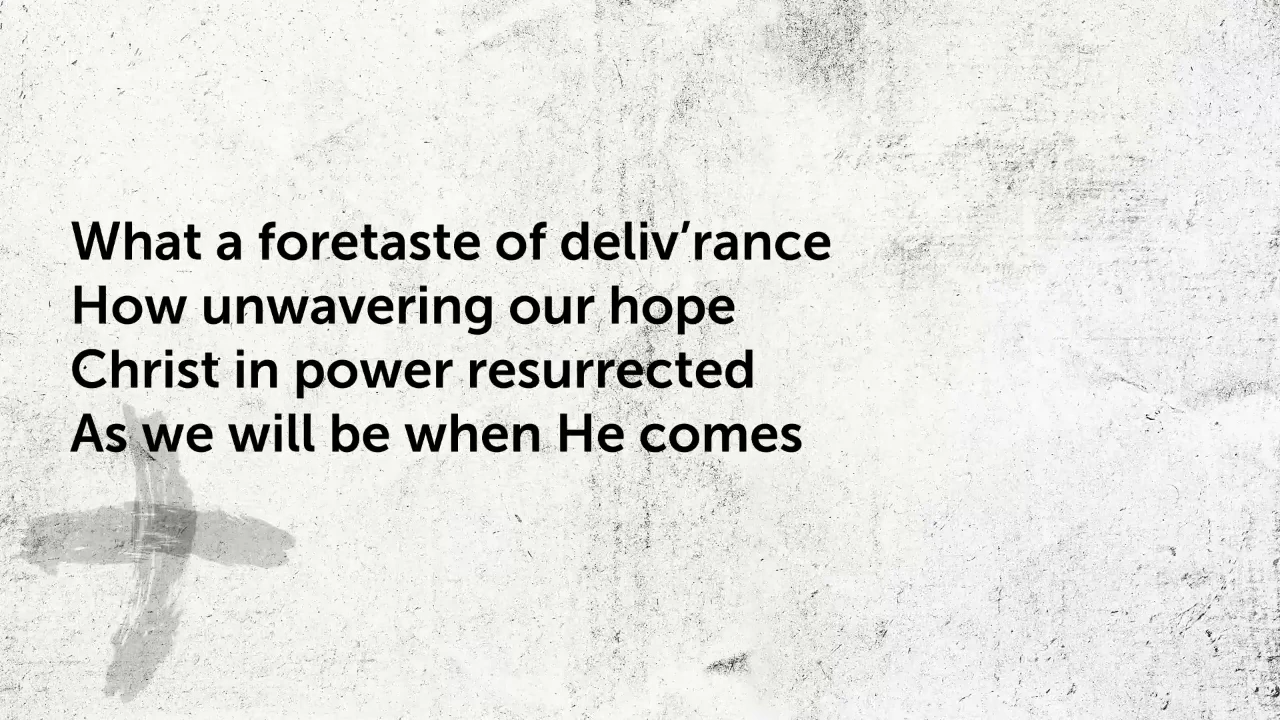 What a foretaste of deliv’rance
How unwavering our hope
Christ in power resurrected
As we will be when He comes